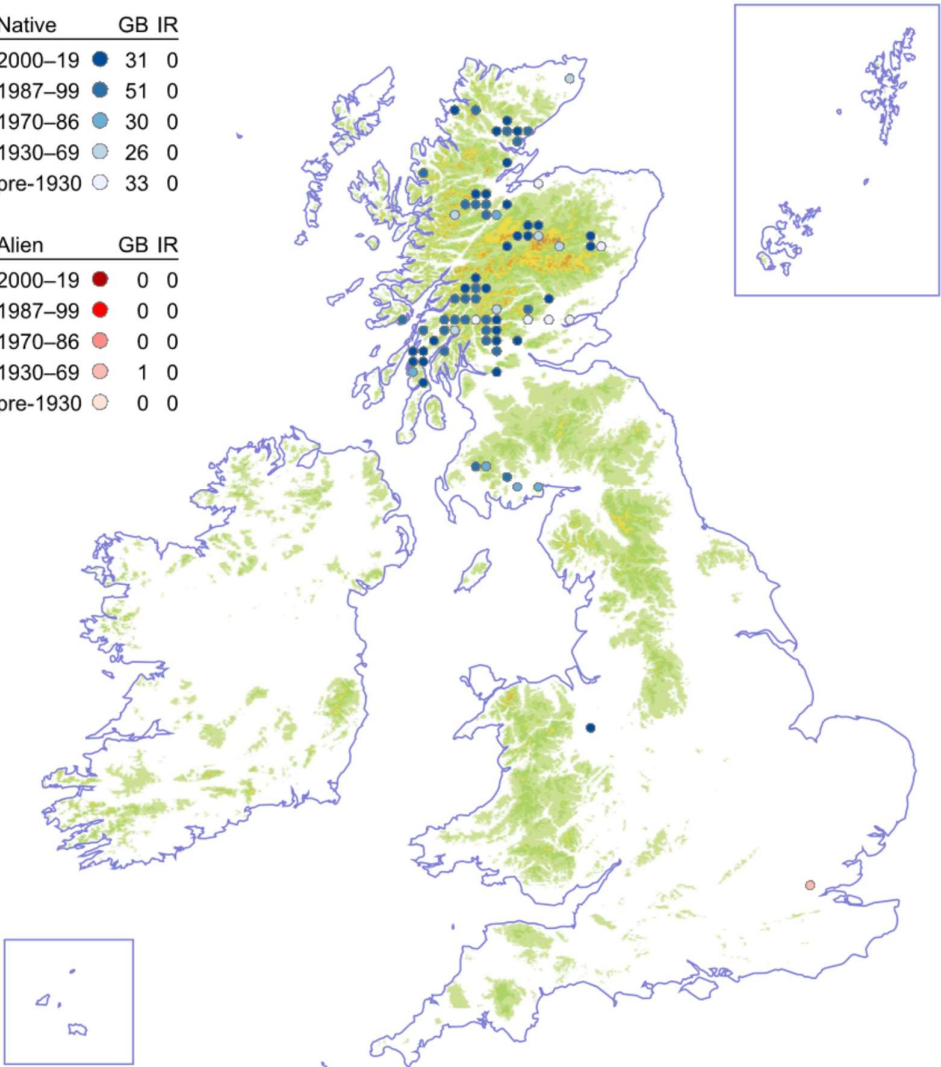 Native GB IR
2000–19 31 0
1987–99 51 0
1970–86 30 0
1930–69 26 0
pre-1930 33 0
Alien GB IR
2000–19 0 0
1987–99 0 0
1970–86 0 0
1930–69 1 0
pre-1930 0 0